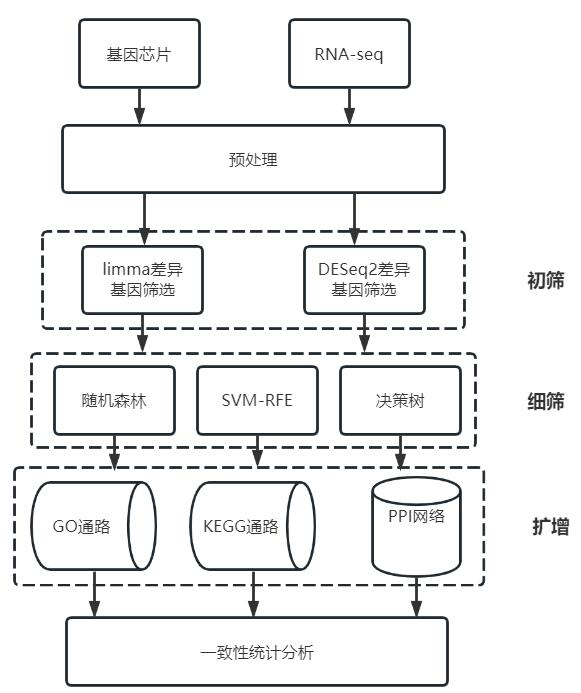 基因芯片
RNA-seq
预处理
limma差异
基因筛选
DESeq2差异
基因筛选
初筛
随机森林
SVM-RFE
决策树
细筛
GO通路
KEGG通路
PPI网络
扩增
一致性统计分析